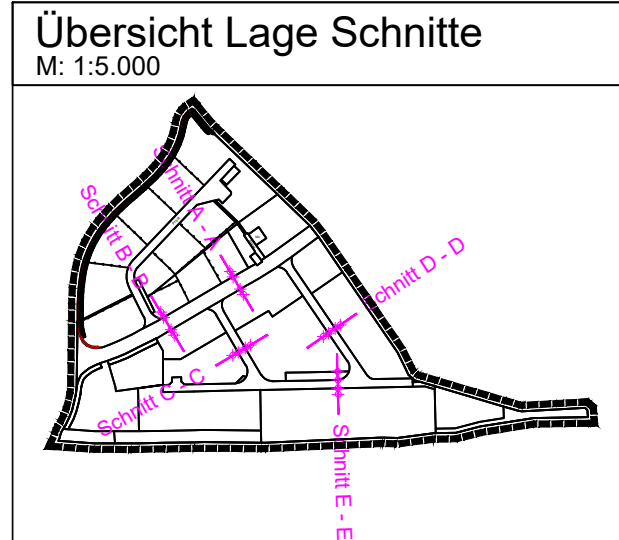 Übersicht Lage Schnitte
M: 1:5.000
Schnitt A - A
Schnitt B - B
Schnitt D - D
Schnitt C - C
Schnitt E - E